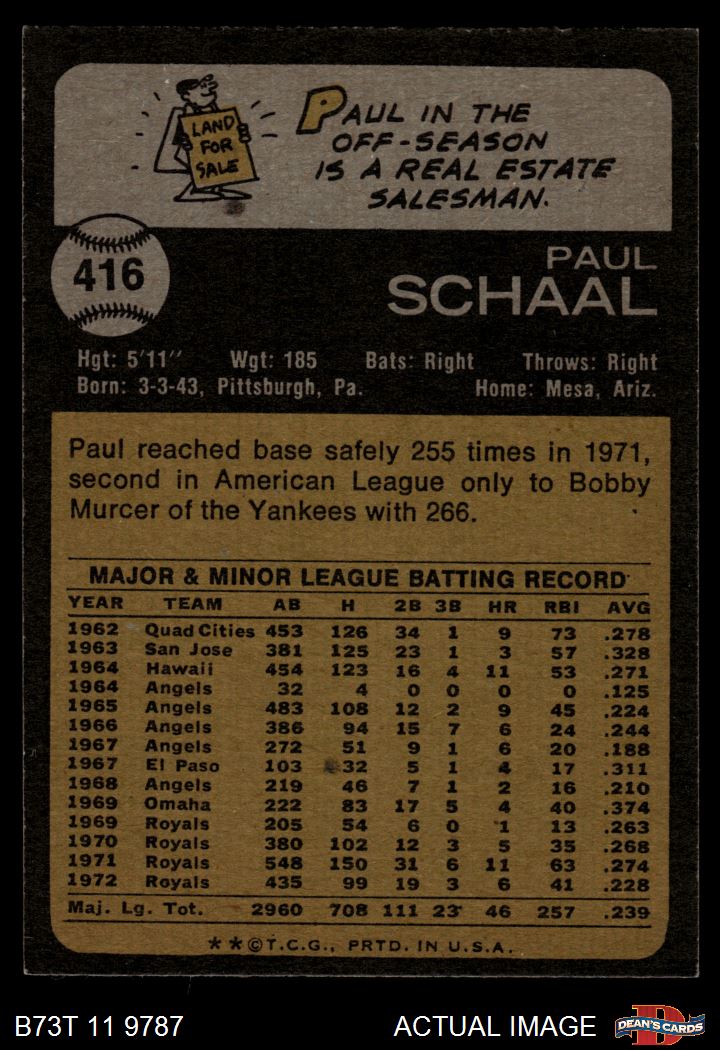 LAND
FOR
SALE
PAUL IN THE
OFF-SEASON
IS A REAL ESTATE
SALESMAN.
416
PAUL
SCHAAL
Hgt: 5'11" Wgt: 185 Bats: Right Throws: Right
Born: 3-3-43, Pittsburgh, Pa. Home: Mesa, Ariz.
Paul reached base safely 255 times in 1971,
second in American League only to Bobby
Murcer of the Yankees with 266.
MAJOR & MINOR LEAGUE BATTING RECORD
YEAR TEAM AB H 2B 3B HR RBI AVG
1962 Quad Cities 453 126 34 1 9 73 .278
1963 San Jose 381 125 23 1 3 57 .328
1964 Hawaii 454 123 16 4 11 53 .271
1964 Angels 32 4 0 0 0 0 .125
1965 Angels 483 108 12 2 9 45 .224
1966 Angels 386 94 15 7 6 24 .244
1967 Angels 272 51 9 1 6 20 .188
1967 El Paso 103 32 5 1 4 17 .311
1968 Angels 219 46 7 1 2 16 .210
1969 Omaha 222 83 17 5 4 40 .374
1969 Royals 205 54 6 0 1 13 .263
1970 Royals 380 102 12 3 5 35 .268
1971 Royals 548 150 31 6 11 63 .274
1972 Royals 435 99 19 3 6 41 .228
Maj. Lg. Tot. 2960 708 111 23 46 257 .239
**©T.C.G., PRTD. IN U.S.A.
B73T 11 9787 ACTUAL IMAGE DEAN'S CARDS